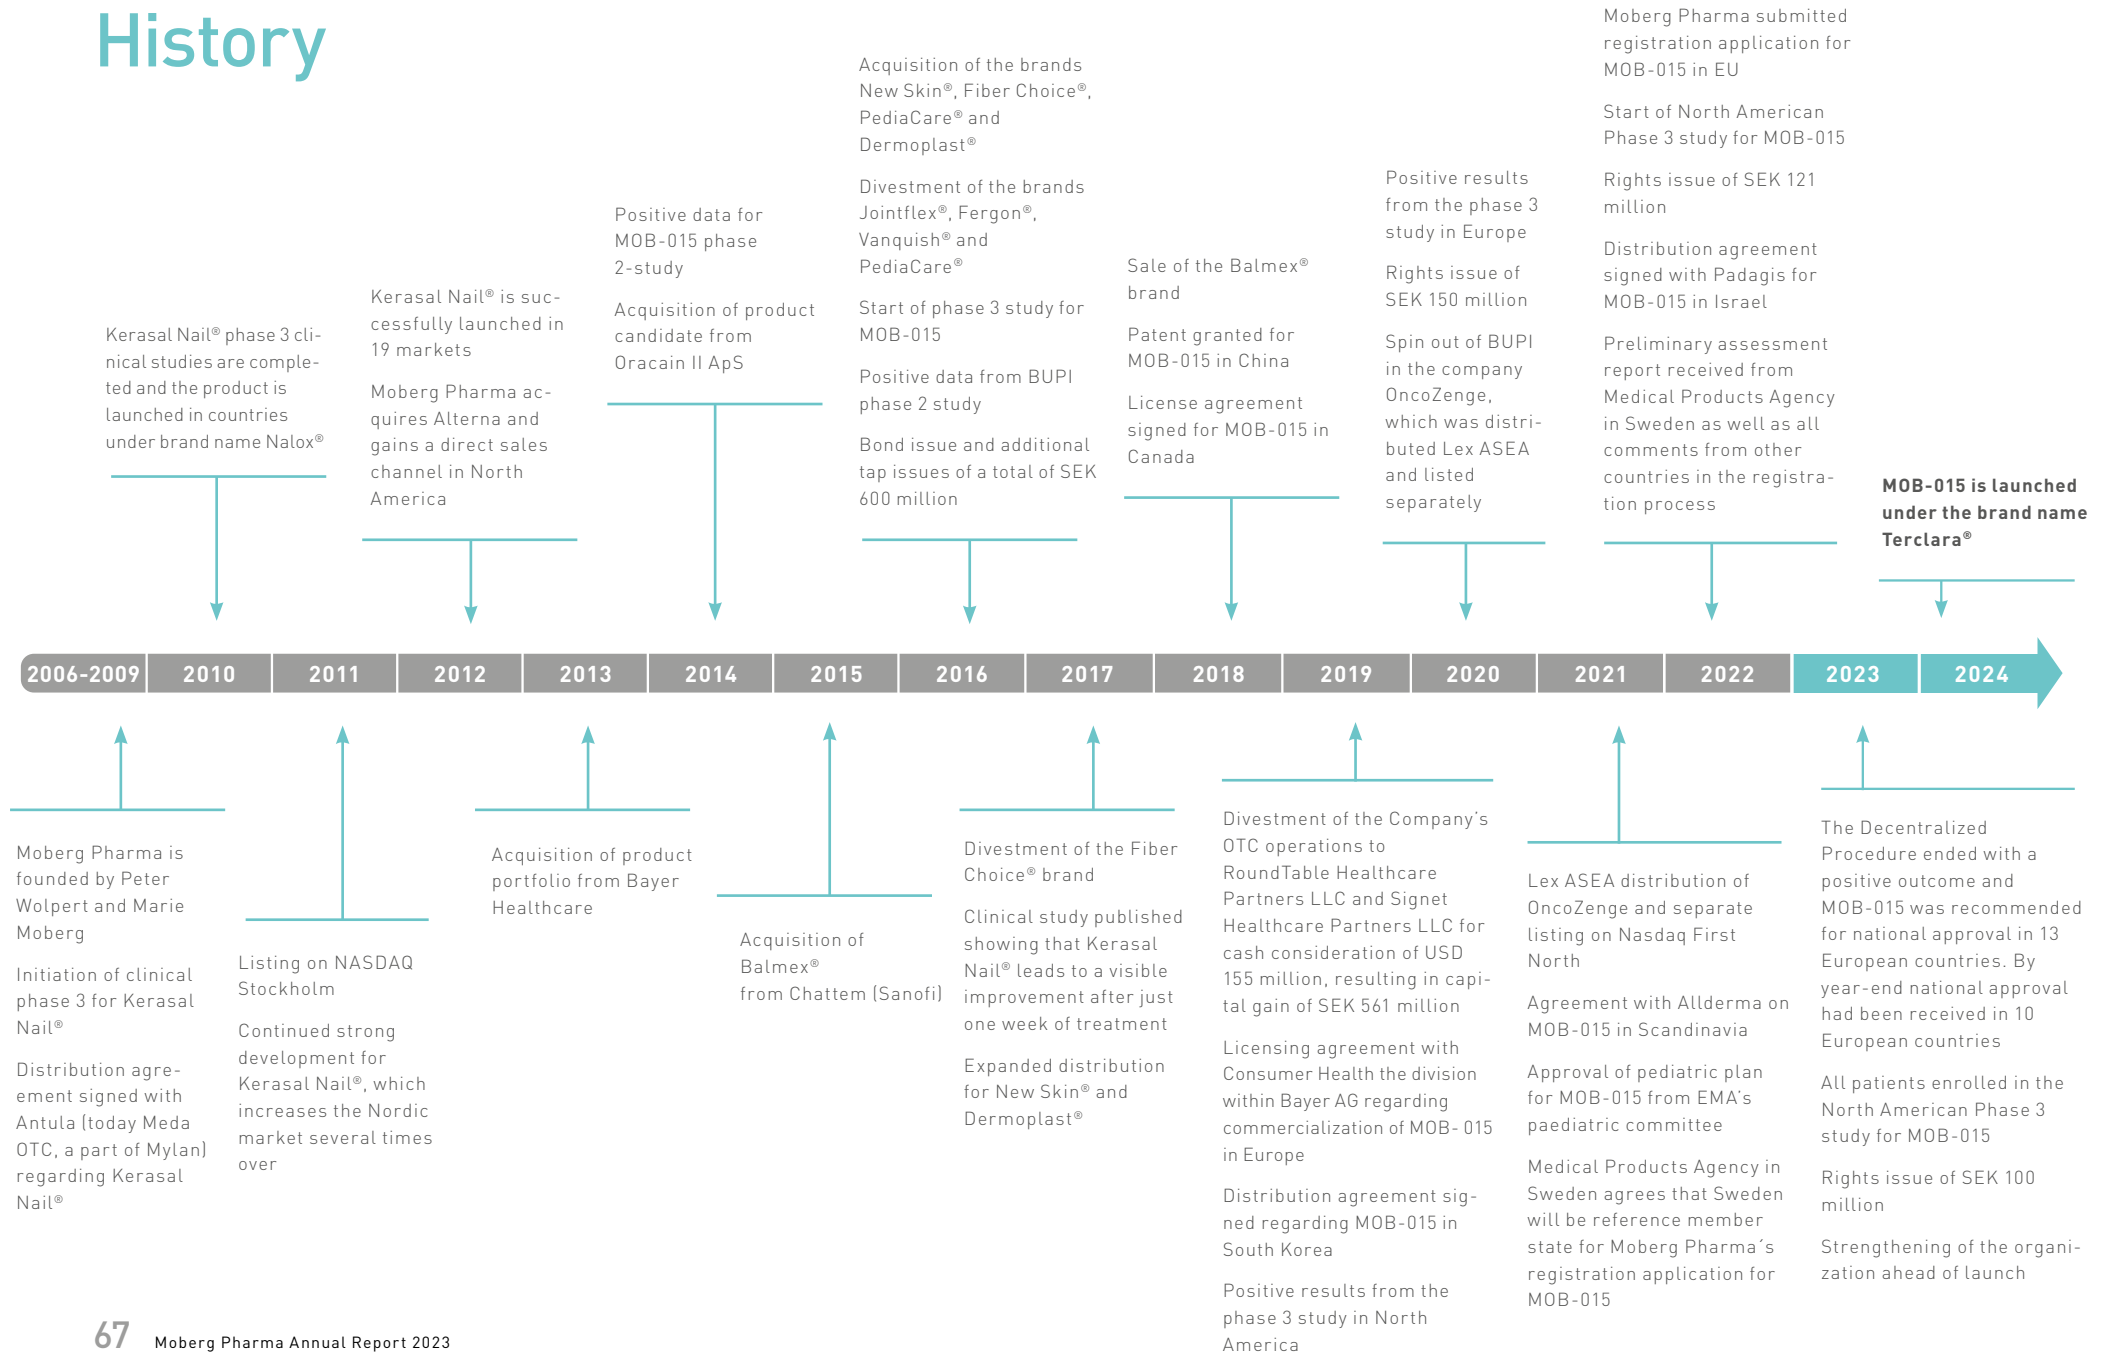 History
Kerasal Nail® phase 3 cli-
nical studies are comple-
ted and the product is
launched in countries
under brand name Nalox®
Kerasal Nail® is suc-
cessfully launched in
19 markets
Moberg Pharma ac-
quires Alterna and
gains a direct sales
channel in North
America
Positive data for
MOB-015 phase
2-study
Acquisition of product
candidate from
Oracain II ApS
Acquisition of the brands
New Skin®, Fiber Choice®,
PediaCare® and
Dermoplast®
Divestment of the brands
Jointflex®, Fergon®,
Vanquish® and
PediaCare®
Start of phase 3 study for
MOB-015
Positive data from BUPI
phase 2 study
Bond issue and additional
tap issues of a total of SEK
600 million
Sale of the Balmex®
brand
Patent granted for
MOB-015 in China
License agreement
signed for MOB-015 in
Canada
Positive results
from the phase 3
study in Europe
Rights issue of
SEK 150 million
Spin out of BUPI
in the company
OncoZenge,
which was distri-
buted Lex ASEA
and listed
separately
Moberg Pharma submitted
registration application for
MOB-015 in EU
Start of North American
Phase 3 study for MOB-015
Rights issue of SEK 121
million
Distribution agreement
signed with Padagis for
MOB-015 in Israel
Preliminary assessment
report received from
Medical Products Agency
in Sweden as well as all
comments from other
countries in the registra-
tion process
MOB-015 is launched
under the brand name
Terclara®
2006-2009 2010 2011 2012 2013 2014 2015 2016 2017 2018 2019 2020 2021 2022 2023 2024
Moberg Pharma is
founded by Peter
Wolpert and Marie
Moberg
Initiation of clinical
phase 3 for Kerasal
Nail®
Distribution agre-
ement signed with
Antula (today Meda
OTC, a part of Mylan)
regarding Kerasal
Nail®
Listing on NASDAQ
Stockholm
Continued strong
development for
Kerasal Nail®, which
increases the Nordic
market several times
over
Acquisition of product
portfolio from Bayer
Healthcare
Acquisition of
Balmex®
from Chattem (Sanofi)
Divestment of the Fiber
Choice® brand
Clinical study published
showing that Kerasal
Nail® leads to a visible
improvement after just
one week of treatment
Expanded distribution
for New Skin® and
Dermoplast®
Divestment of the Company's
OTC operations to
RoundTable Healthcare
Partners LLC and Signet
Healthcare Partners LLC for
cash consideration of USD
155 million, resulting in capi-
tal gain of SEK 561 million
Licensing agreement with
Consumer Health the division
within Bayer AG regarding
commercialization of MOB- 015
in Europe
Distribution agreement sig-
ned regarding MOB-015 in
South Korea
Positive results from the
phase 3 study in North
America
Lex ASEA distribution of
OncoZenge and separate
listing on Nasdaq First
North
Agreement with Allderma on
MOB-015 in Scandinavia
Approval of pediatric plan
for MOB-015 from EMA's
paediatric committee
Medical Products Agency in
Sweden agrees that Sweden
will be reference member
state for Moberg Pharma´s
registration application for
MOB-015
The Decentralized
Procedure ended with a
positive outcome and
MOB-015 was recommended
for national approval in 13
European countries. By
year-end national approval
had been received in 10
European countries
All patients enrolled in the
North American Phase 3
study for MOB-015
Rights issue of SEK 100
million
Strengthening of the organi-
zation ahead of launch
67 Moberg Pharma Annual Report 2023